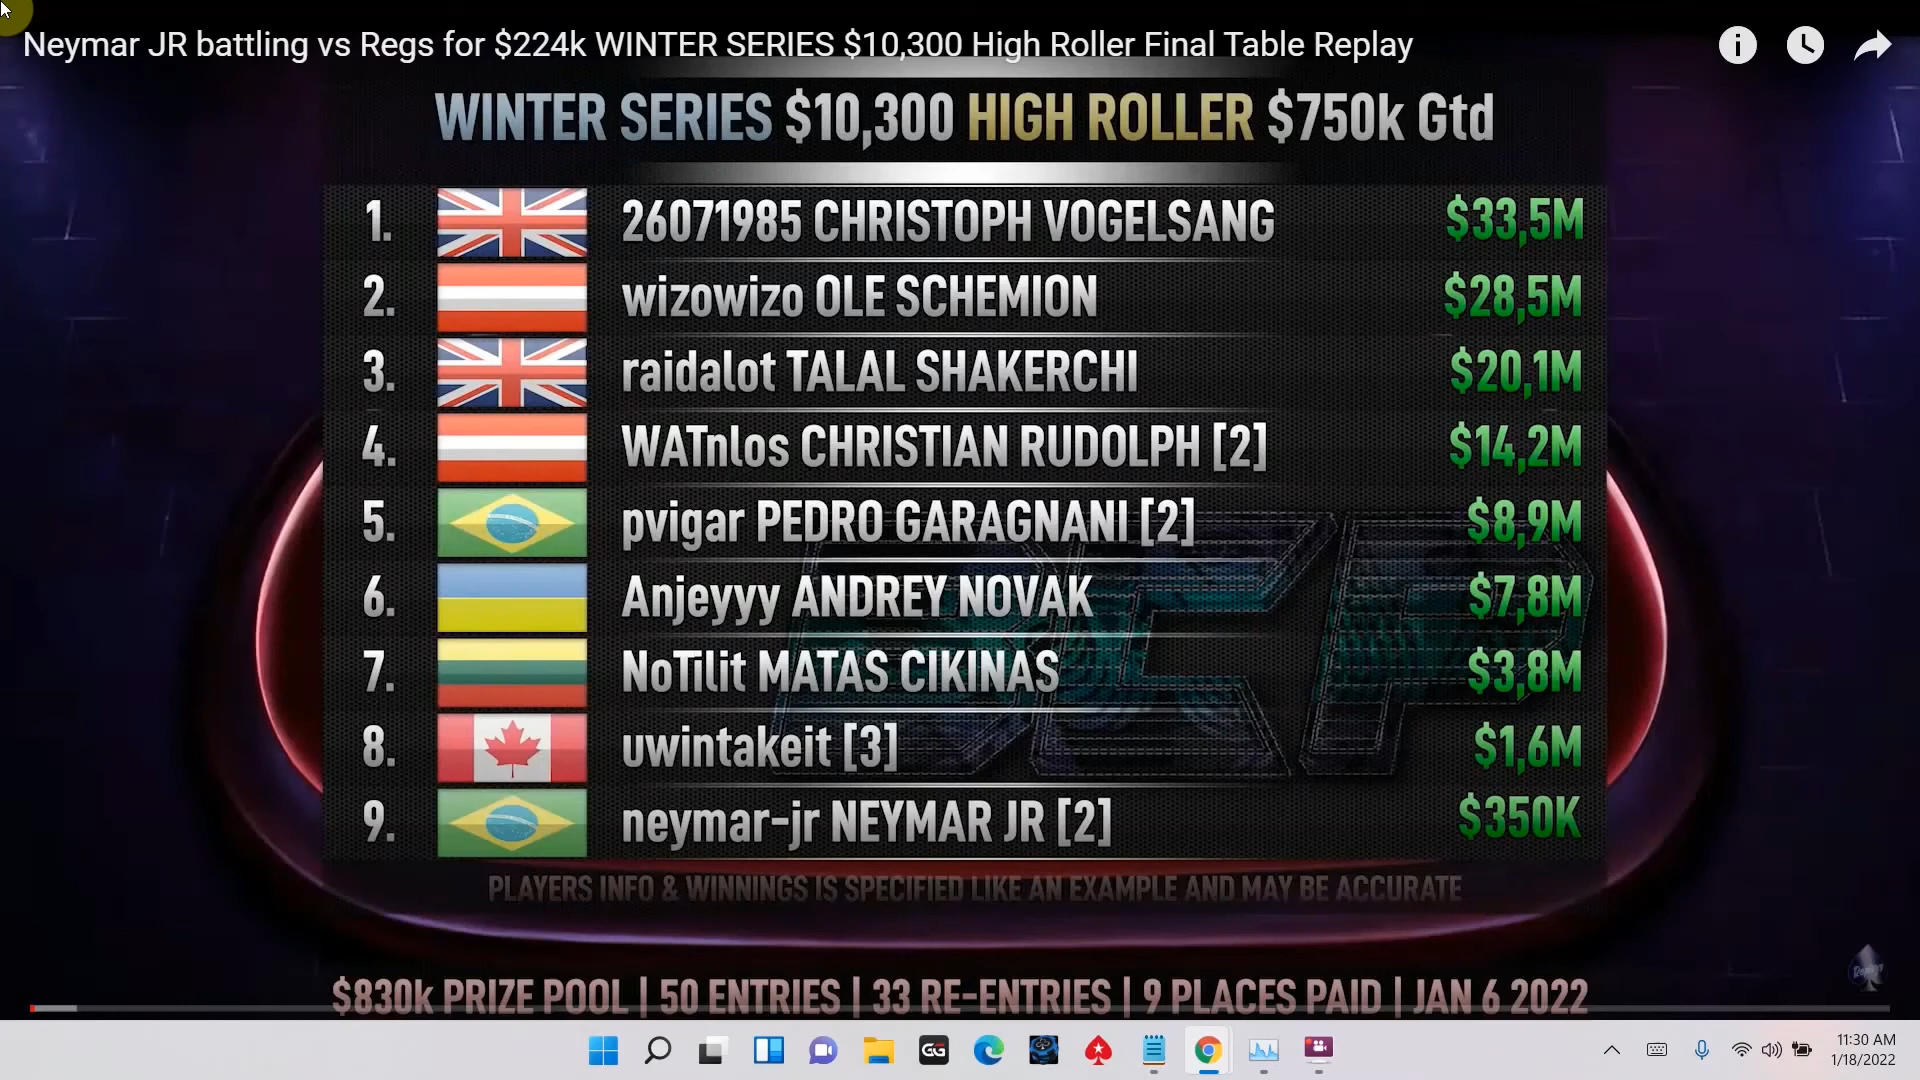 Neymar JR battling vs Regs for $224k WINTER SERIES $10,300 High Roller Final Table Replay
WINTER SERIES $10,300 HIGH ROLLER $750k Gtd
1. 26071985 CHRISTOPH VOGELSANG $33,5M
2. wizowizo OLE SCHEMION $28,5M
3. raidalot TALAL SHAKERCHI $20,1M
4. WATnlos CHRISTIAN RUDOLPH [2] $14,2M
5. pvigar PEDRO GARAGNANI [2] $8,9M
6. Anjeyyy ANDREY NOVAK $7,8M
7. NoTilit MATAS CIKINAS $3,8M
8. uwintakeit [3] $1,6M
9. neymar-jr NEYMAR JR [2] $350K
PLAYERS INFO & WINNINGS IS SPECIFIED LIKE AN EXAMPLE AND MAY BE ACCURATE
$830k PRIZE POOL | 50 ENTRIES | 33 RE-ENTRIES | 9 PLACES PAID | JAN 6 2022
11:30 AM
1/18/2022